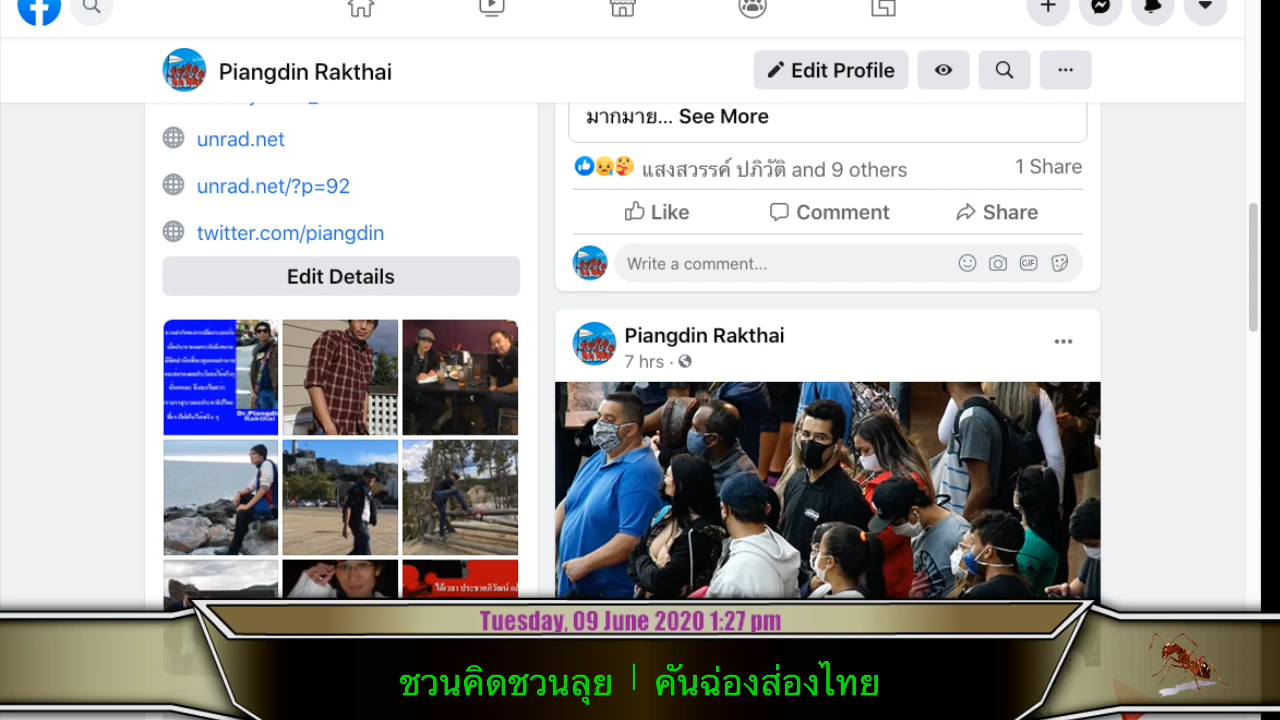 Piangdin Rakthai
Edit Profile
unrad.net
unrad.net/?p=92
twitter.com/piangdin
Edit Details
มากมาย... See More
แสงสวรรค์ ปภิวัติ and 9 others
1 Share
Like
Comment
Share
Write a comment...
GIF
Piangdin Rakthai
7 hrs
Dr.Piangdin
Rakthai
Tuesday, 09 June 2020 1:27 pm
ชวนคิดชวนลุย | คันฉ่องส่องไทย